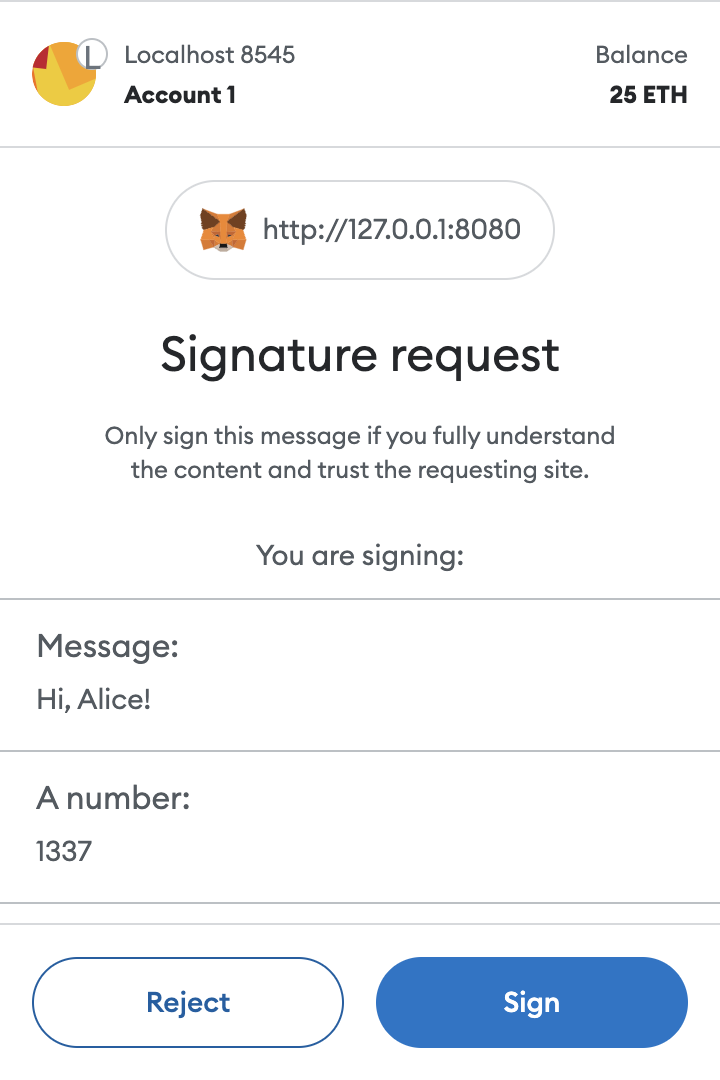 L
Localhost 8545
Balance
Account 1
25 ETH
http://127.0.0.1:8080
Signature request
Only sign this message if you fully understand
the content and trust the requesting site.
You are signing:
Message:
Hi, Alice!
A number:
1337
Reject
Sign